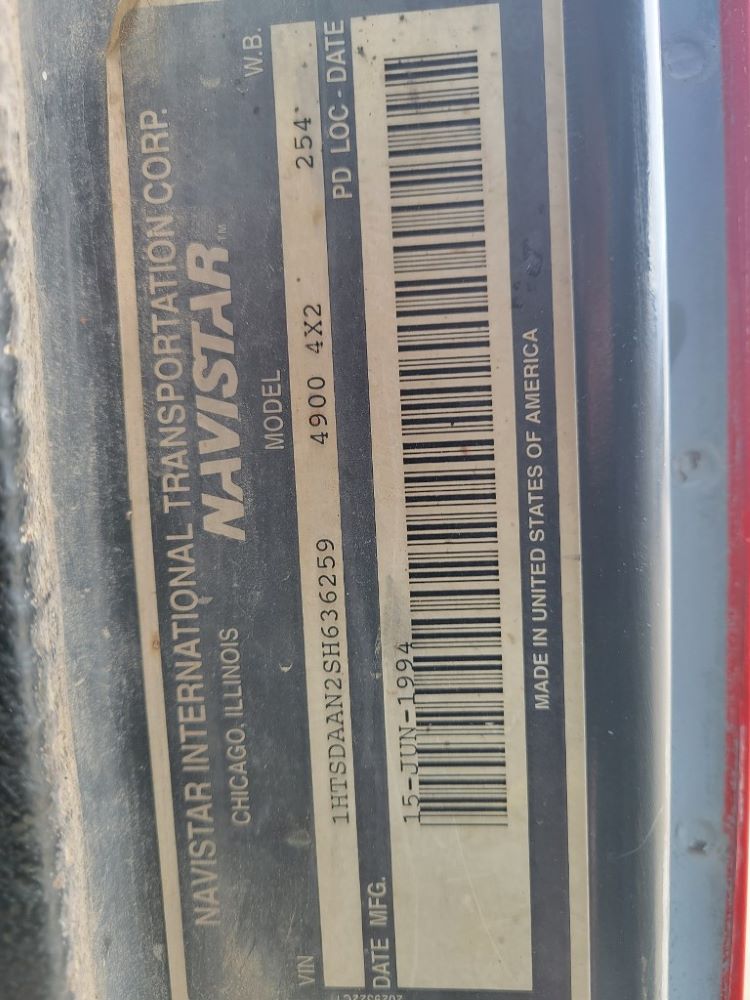 NAVISTAR INTERNATIONAL TRANSPORTATION CORP.
CHICAGO, ILLINOIS
NAVISTAR™
VIN MODEL W.B.
1HTSDAAN2SH636259 4900 4X2 254
DATE MFG. PD LOC - DATE
15-JUN-1994
MADE IN UNITED STATES OF AMERICA